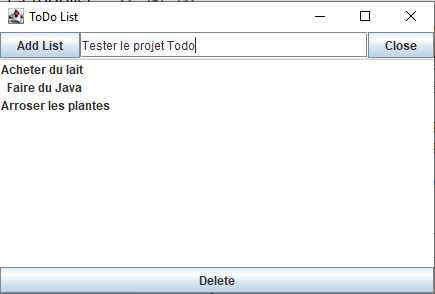 ToDo List
Add List Tester le projet Todo Close
Acheter du lait
Faire du Java
Arroser les plantes
Delete